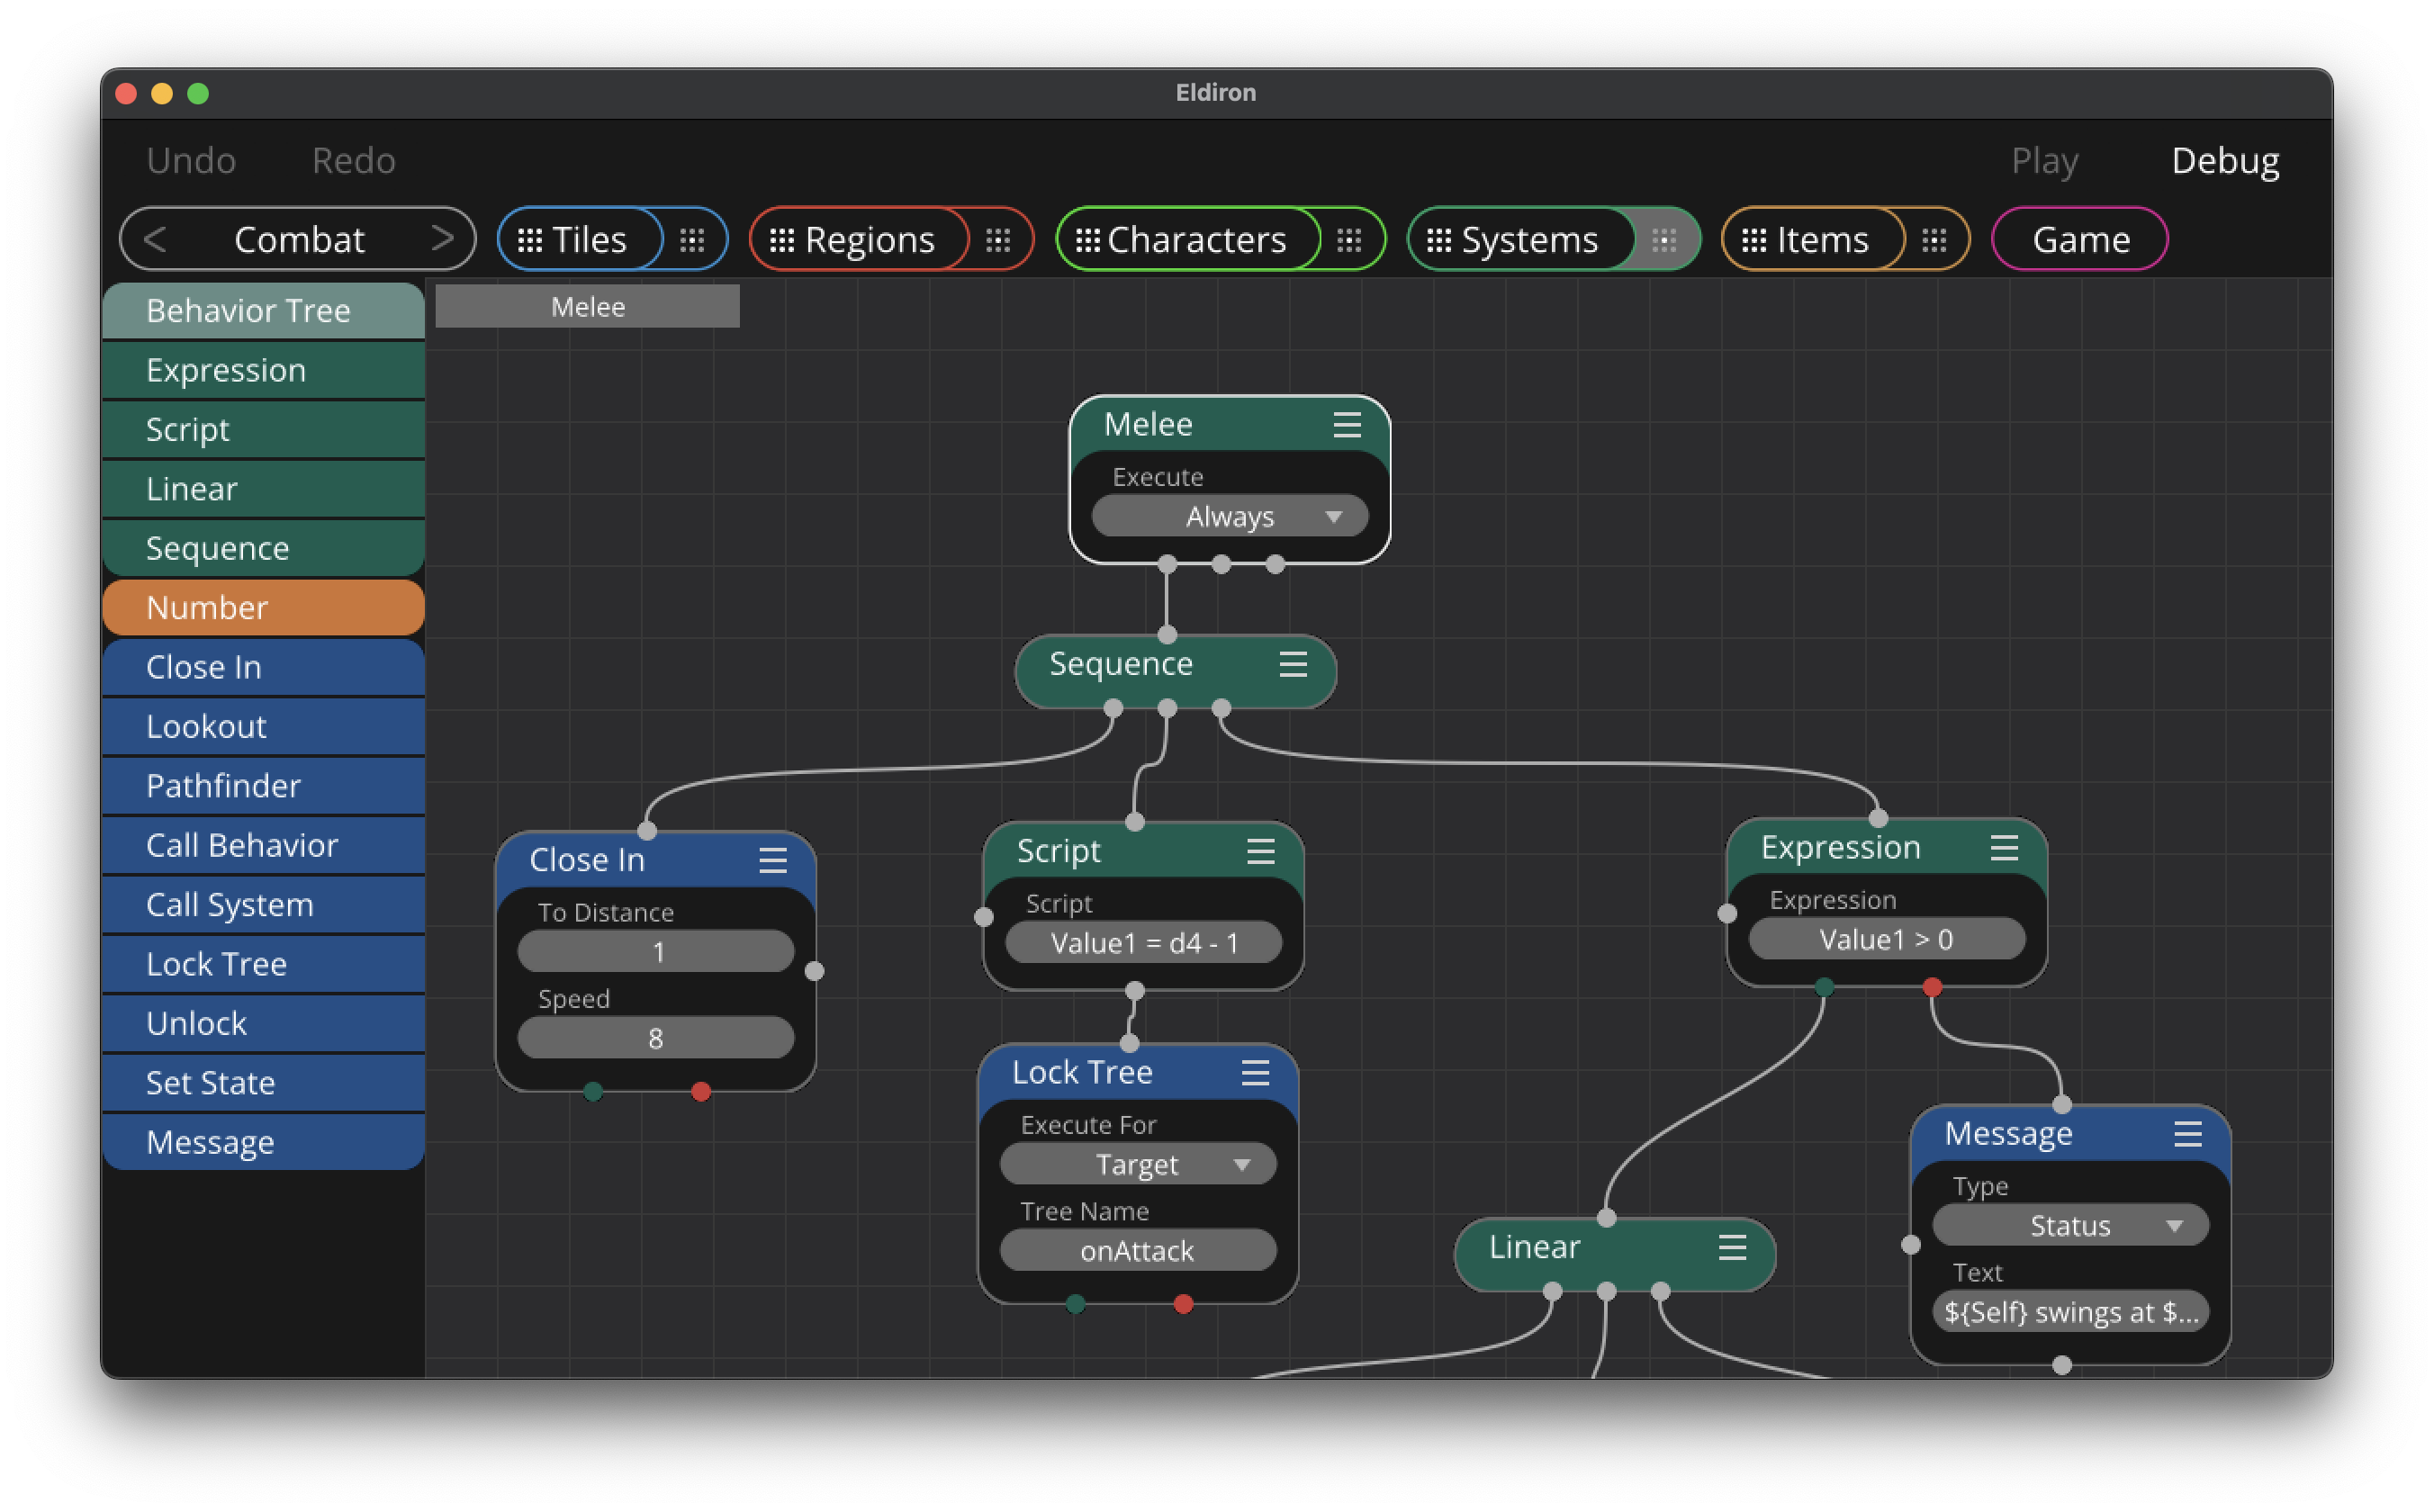 Eldiron
Undo Redo Play Debug
< Combat > Tiles Regions Characters Systems Items Game
Behavior Tree
Expression
Script
Linear
Sequence
Number
Close In
Lookout
Pathfinder
Call Behavior
Call System
Lock Tree
Unlock
Set State
Message
Melee
Melee
Execute
Always
Sequence
Close In
To Distance
1
Speed
8
Script
Script
Value1 = d4 - 1
Lock Tree
Execute For
Target
Tree Name
onAttack
Expression
Expression
Value1 > 0
Linear
Message
Type
Status
Text
${Self} swings at $...